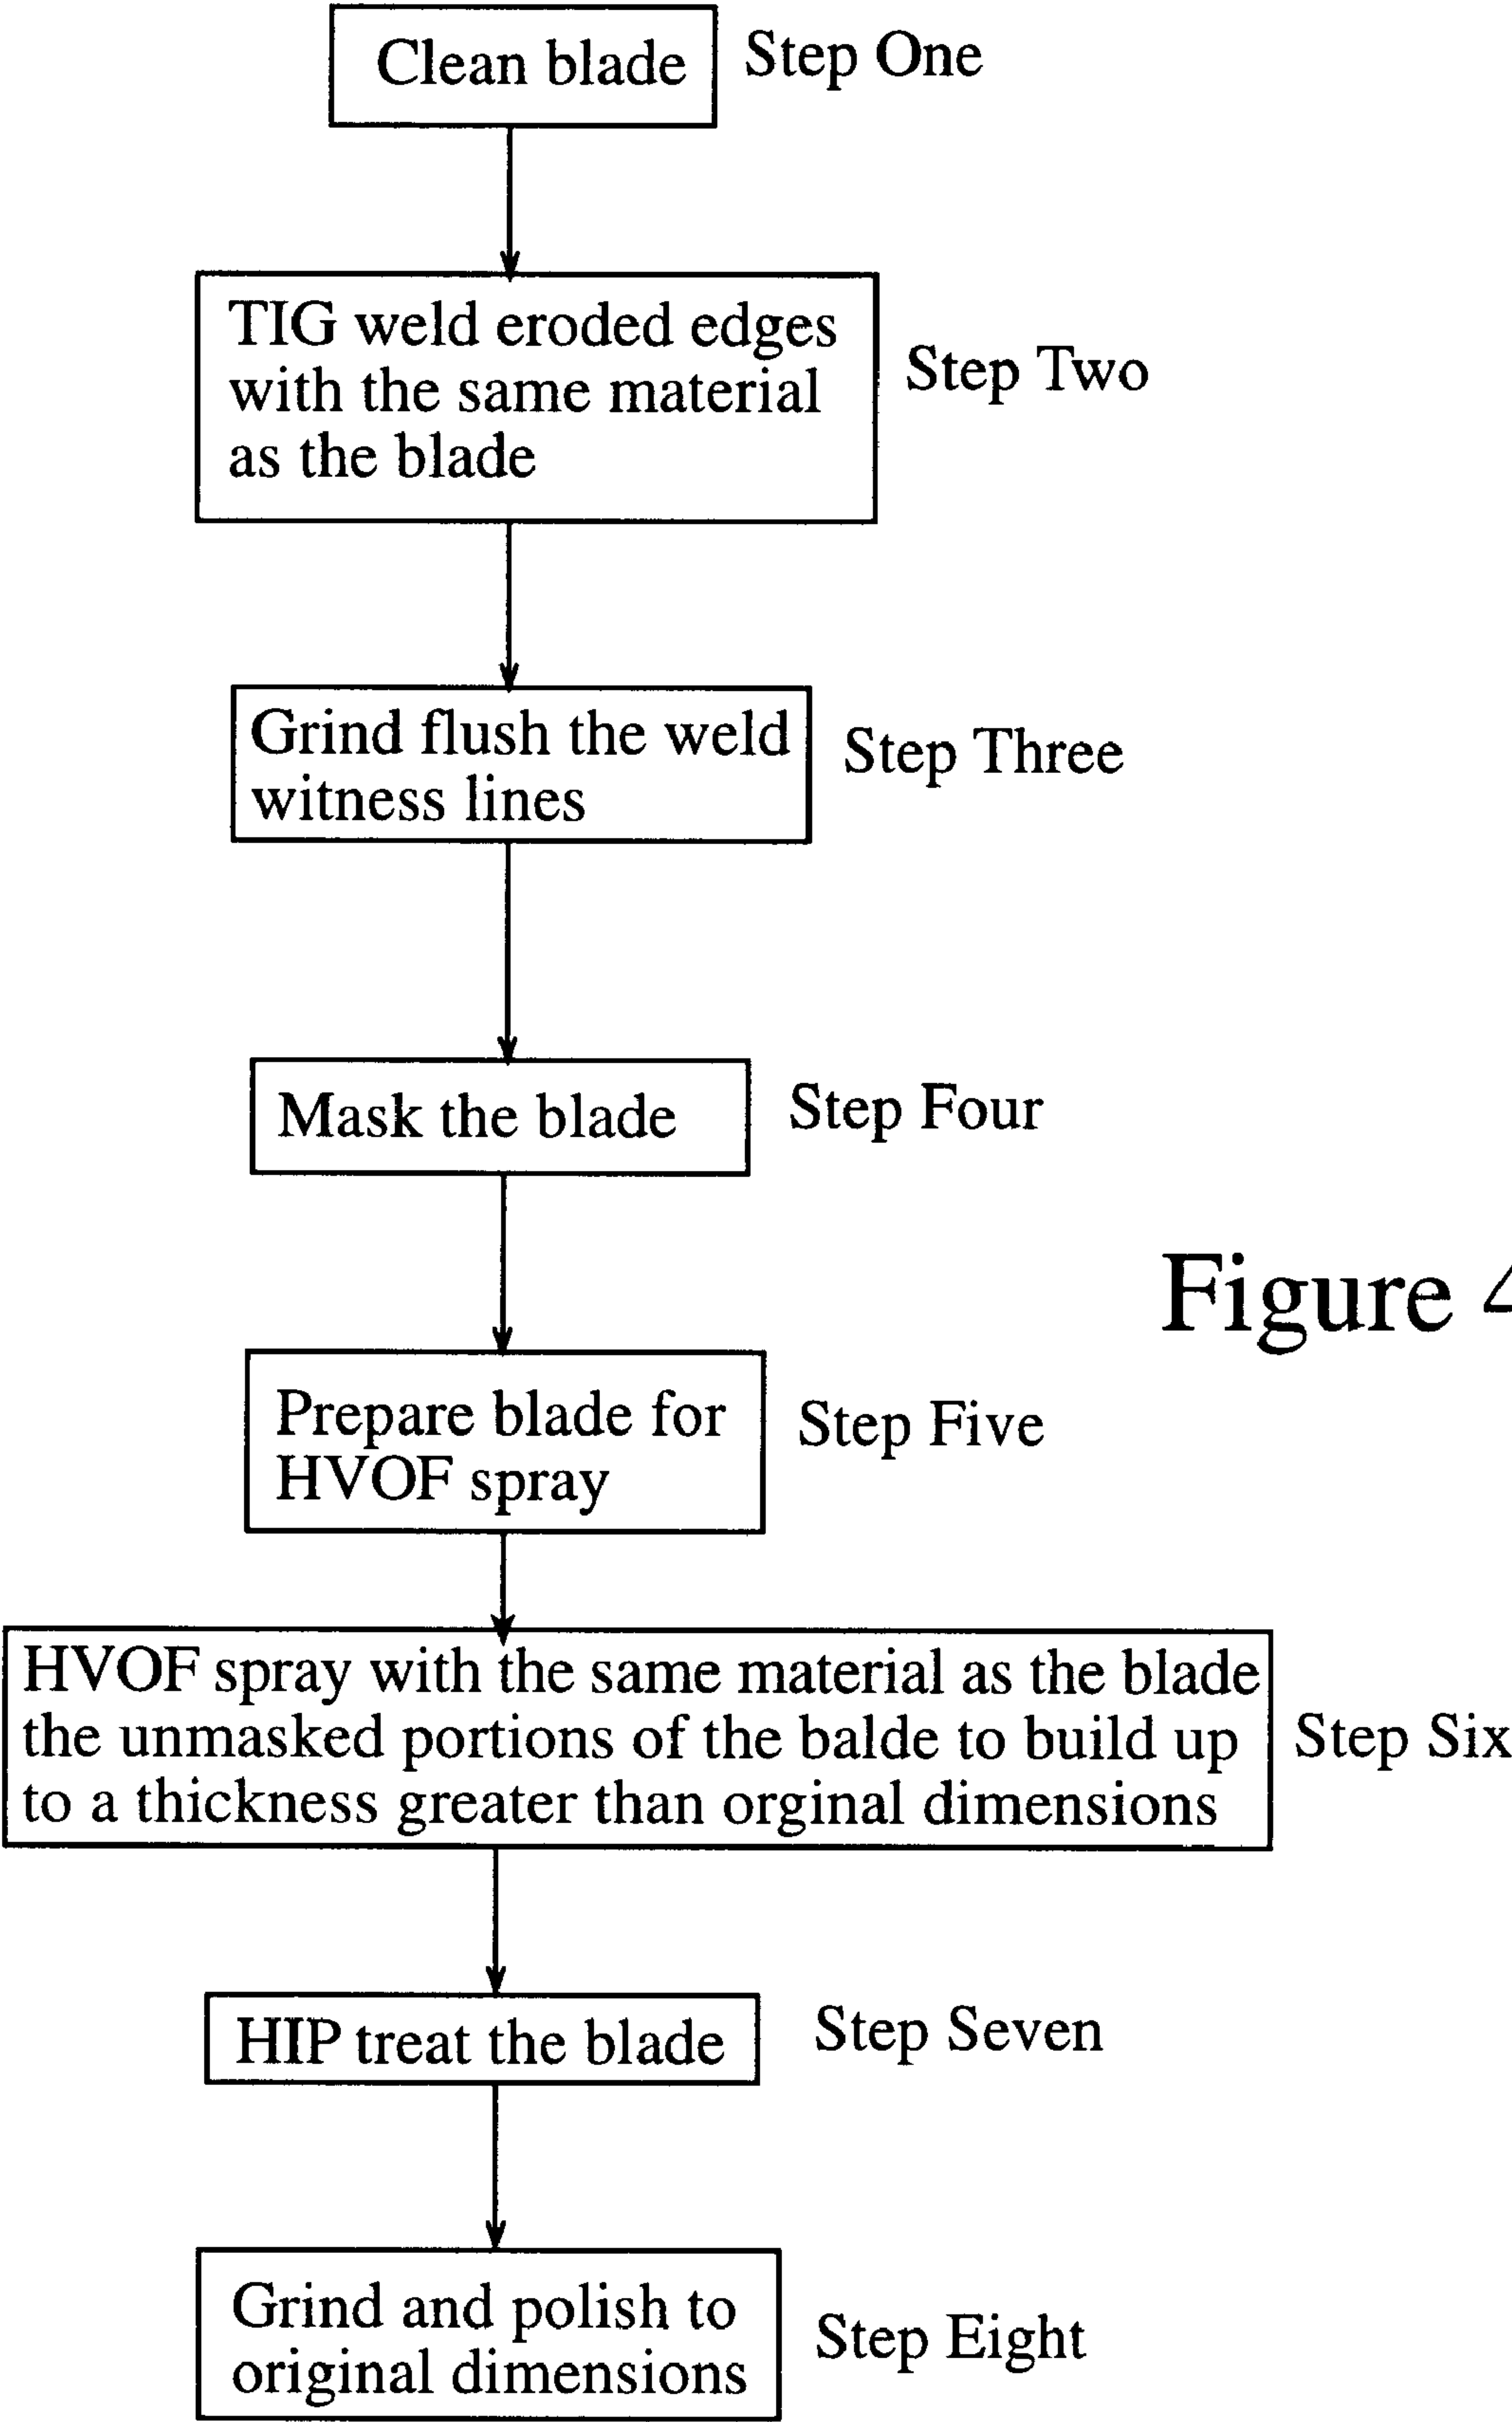 Clean blade
Step One
TIG weld eroded edges
with the same material
as the blade
Step Two
Grind flush the weld
witness lines
Step Three
Mask the blade
Step Four
Figure 4
Prepare blade for
HVOF spray
Step Five
HVOF spray with the same material as the blade
the unmasked portions of the balde to build up
to a thickness greater than orginal dimensions
Step Six
HIP treat the blade
Step Seven
Grind and polish to
original dimensions
Step Eight